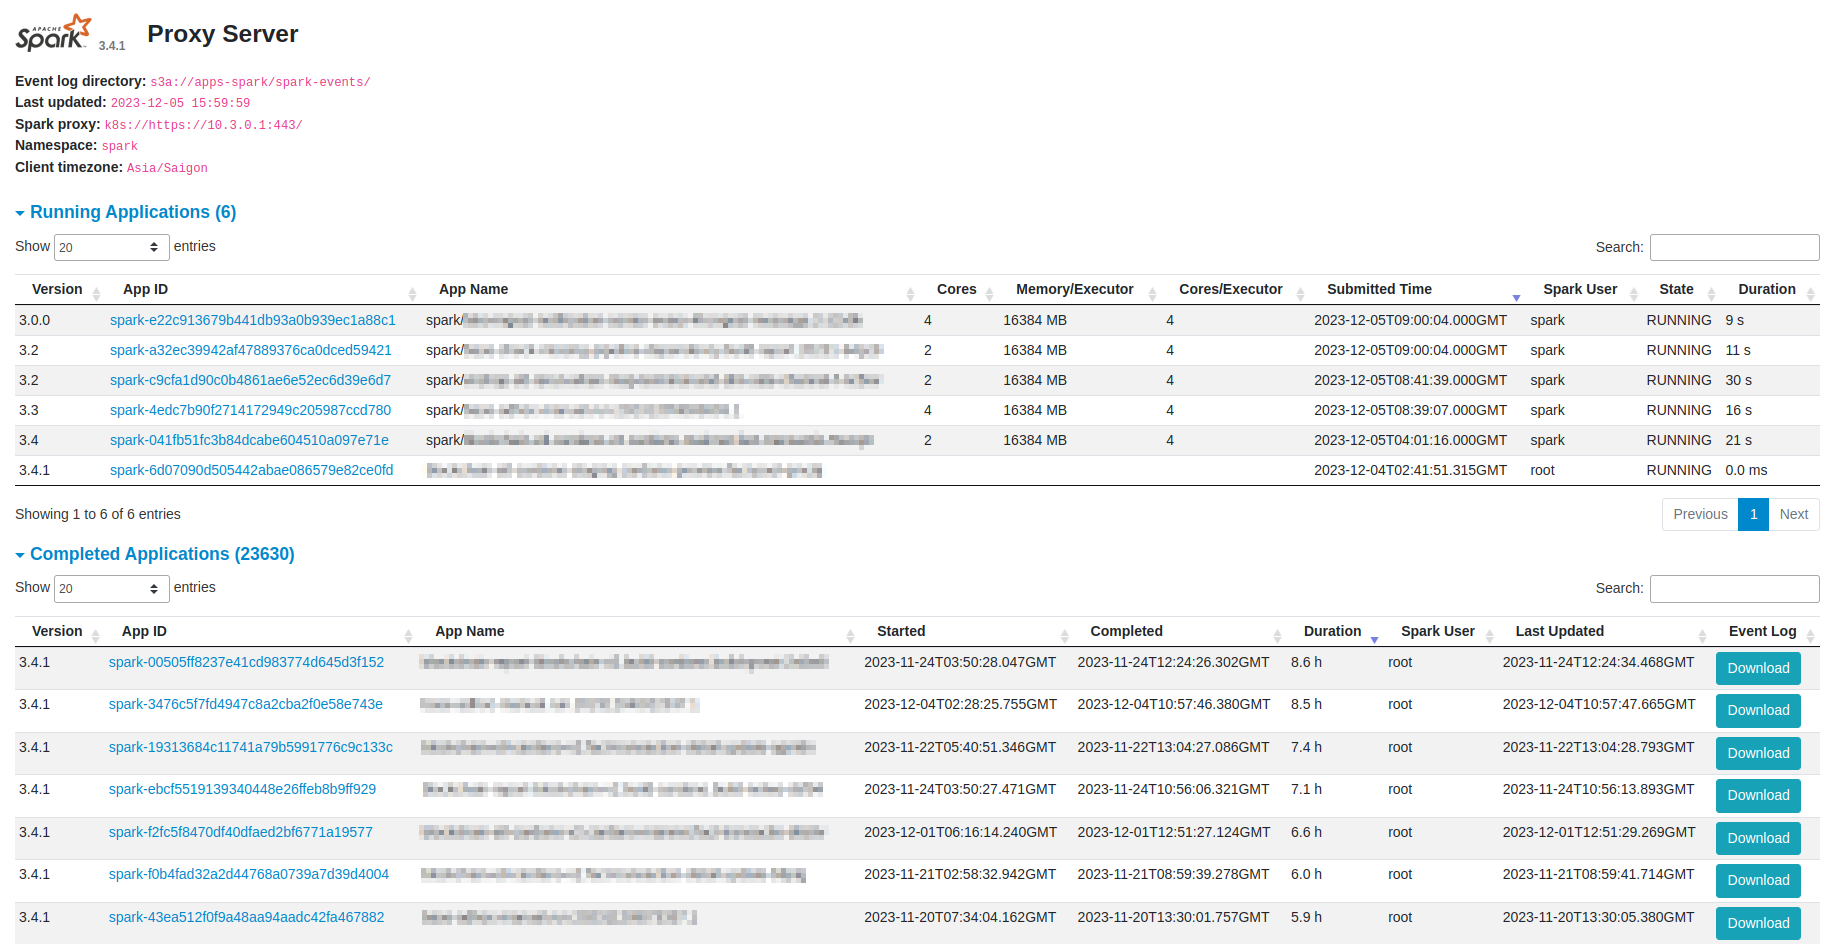 APACHE
Spark 3.4.1 Proxy Server
Event log directory: s3a://apps-spark/spark-events/
Last updated: 2023-12-05 15:59:59
Spark proxy: k8s://https://10.3.0.1:443/
Namespace: spark
Client timezone: Asia/Saigon
Running Applications (6)
Show 20 entries Search:
Version App ID App Name Cores Memory/Executor Cores/Executor Submitted Time Spark User State Duration
3.0.0 spark-e22c913679b441db93a0b939ec1a88c1 spark/ 4 16384 MB 4 2023-12-05T09:00:04.000GMT spark RUNNING 9 s
3.2 spark-a32ec39942af47889376ca0dced59421 spark/ 2 16384 MB 4 2023-12-05T09:00:04.000GMT spark RUNNING 11 s
3.2 spark-c9cfa1d90c0b4861ae6e52ec6d39e6d7 spark/ 2 16384 MB 4 2023-12-05T08:41:39.000GMT spark RUNNING 30 s
3.3 spark-4edc7b90f2714172949c205987ccd780 spark/ 4 16384 MB 4 2023-12-05T08:39:07.000GMT spark RUNNING 16 s
3.4 spark-041fb51fc3b84dcabe604510a097e71e spark/ 2 16384 MB 4 2023-12-05T04:01:16.000GMT spark RUNNING 21 s
3.4.1 spark-6d07090d505442abae086579e82ce0fd 2023-12-04T02:41:51.315GMT root RUNNING 0.0 ms
Showing 1 to 6 of 6 entries Previous 1 Next
Completed Applications (23630)
Show 20 entries Search:
Version App ID App Name Started Completed Duration Spark User Last Updated Event Log
3.4.1 spark-00505ff8237e41cd983774d645d3f152 2023-11-24T03:50:28.047GMT 2023-11-24T12:24:26.302GMT 8.6 h root 2023-11-24T12:24:34.468GMT Download
3.4.1 spark-3476c5f7fd4947c8a2cba2f0e58e743e 2023-12-04T02:28:25.755GMT 2023-12-04T10:57:46.380GMT 8.5 h root 2023-12-04T10:57:47.665GMT Download
3.4.1 spark-19313684c11741a79b5991776c9c133c 2023-11-22T05:40:51.346GMT 2023-11-22T13:04:27.086GMT 7.4 h root 2023-11-22T13:04:28.793GMT Download
3.4.1 spark-ebcf5519139340448e26ffeb8b9ff929 2023-11-24T03:50:27.471GMT 2023-11-24T10:56:06.321GMT 7.1 h root 2023-11-24T10:56:13.893GMT Download
3.4.1 spark-f2fc5f8470df40dfaed2bf6771a19577 2023-12-01T06:16:14.240GMT 2023-12-01T12:51:27.124GMT 6.6 h root 2023-12-01T12:51:29.269GMT Download
3.4.1 spark-f0b4fad32a2d44768a0739a7d39d4004 2023-11-21T02:58:32.942GMT 2023-11-21T08:59:39.278GMT 6.0 h root 2023-11-21T08:59:41.714GMT Download
3.4.1 spark-43ea512f0f9a48aa94aadc42fa467882 2023-11-20T07:34:04.162GMT 2023-11-20T13:30:01.757GMT 5.9 h root 2023-11-20T13:30:05.380GMT Download